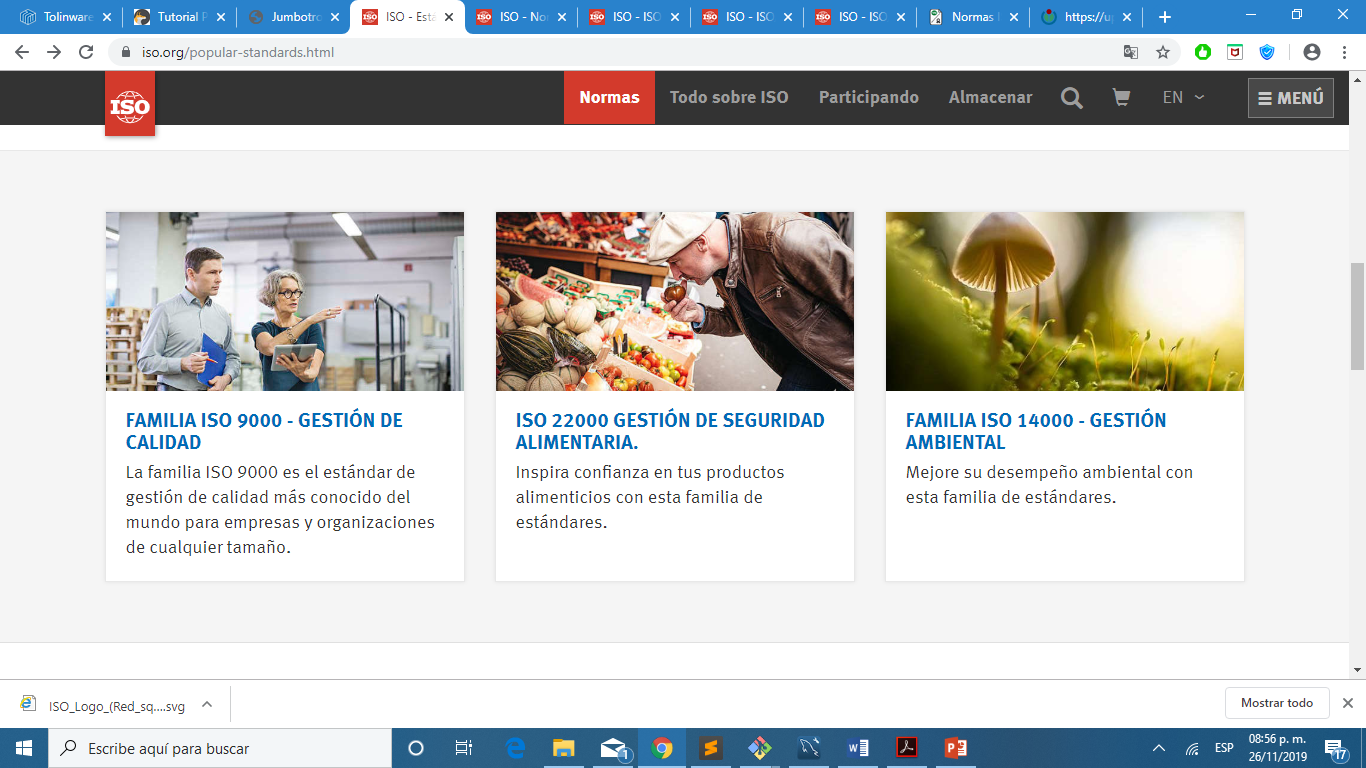 Tolinware
Tutorial P
Jumbotro
ISO - Está
ISO - Nor
ISO - ISO
ISO - ISO
ISO - ISO
Normas I
https://up
iso.org/popular-standards.html
ISO
Normas
Todo sobre ISO
Participando
Almacenar
EN
MENÚ
FAMILIA ISO 9000 - GESTIÓN DE
CALIDAD
La familia ISO 9000 es el estándar de
gestión de calidad más conocido del
mundo para empresas y organizaciones
de cualquier tamaño.
ISO 22000 GESTIÓN DE SEGURIDAD
ALIMENTARIA.
Inspira confianza en tus productos
alimenticios con esta familia de
estándares.
FAMILIA ISO 14000 - GESTIÓN
AMBIENTAL
Mejore su desempeño ambiental con
esta familia de estándares.
ISO_Logo_(Red_sq....svg
Mostrar todo
Escribe aquí para buscar
1
ESP
08:56 p. m.
26/11/2019
17